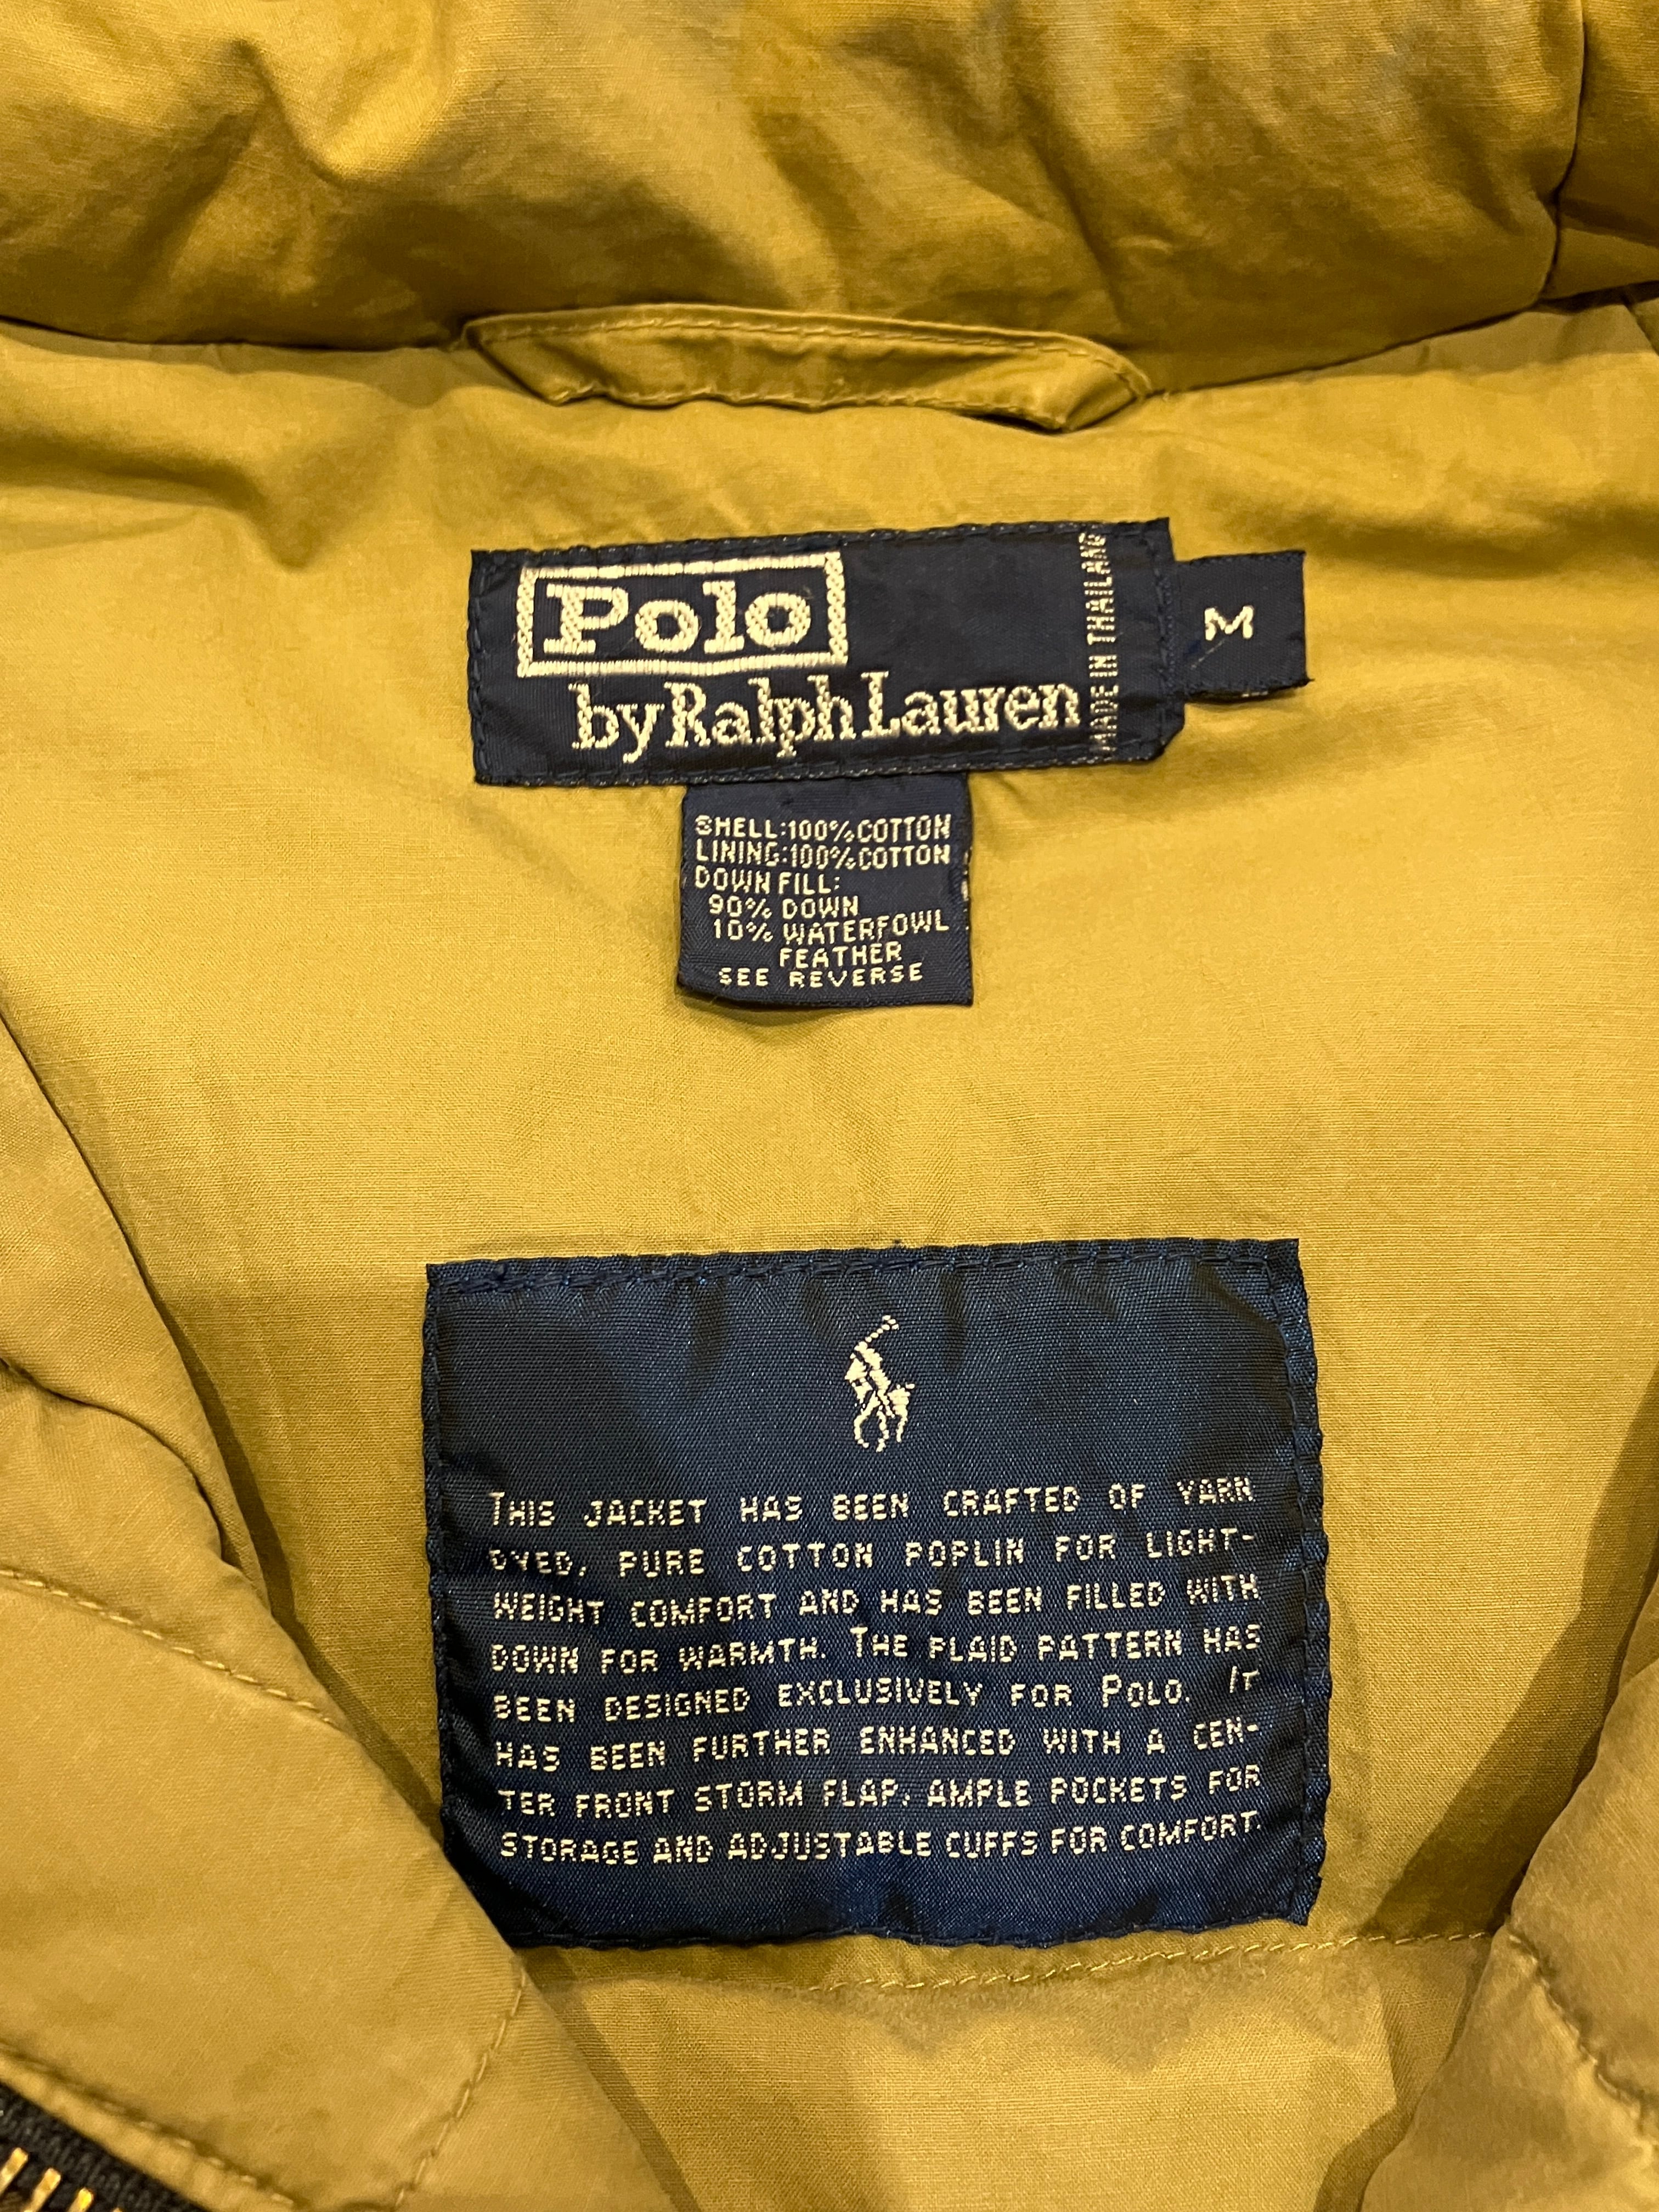 Polo
by Ralph Lauren
MADE IN THAILAND
M
SHELL:100% COTTON
LINING:100% COTTON
DOWN FILL:
90% DOWN
10% WATERFOWL
FEATHER
SEE REVERSE
THIS JACKET HAS BEEN CRAFTED OF YARN
DYED, PURE COTTON POPLIN FOR LIGHT-
WEIGHT COMFORT AND HAS BEEN FILLED WITH
DOWN FOR WARMTH. THE PLAID PATTERN HAS
BEEN DESIGNED EXCLUSIVELY FOR POLO. IT
HAS BEEN FURTHER ENHANCED WITH A CEN-
TER FRONT STORM FLAP, AMPLE POCKETS FOR
STORAGE AND ADJUSTABLE CUFFS FOR COMFORT.